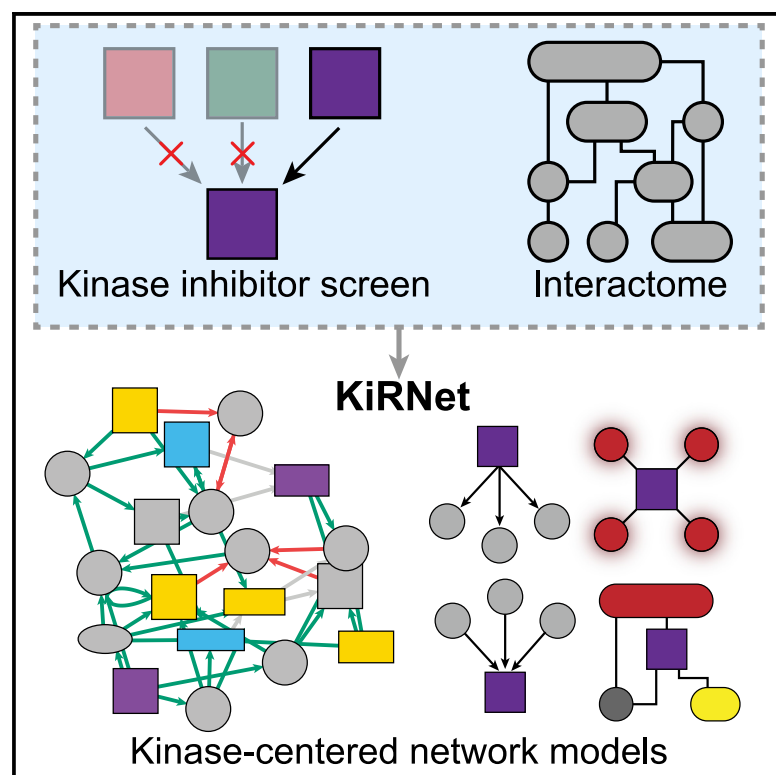 Kinase inhibitor screen
Interactome
KiRNet
Kinase-centered network models